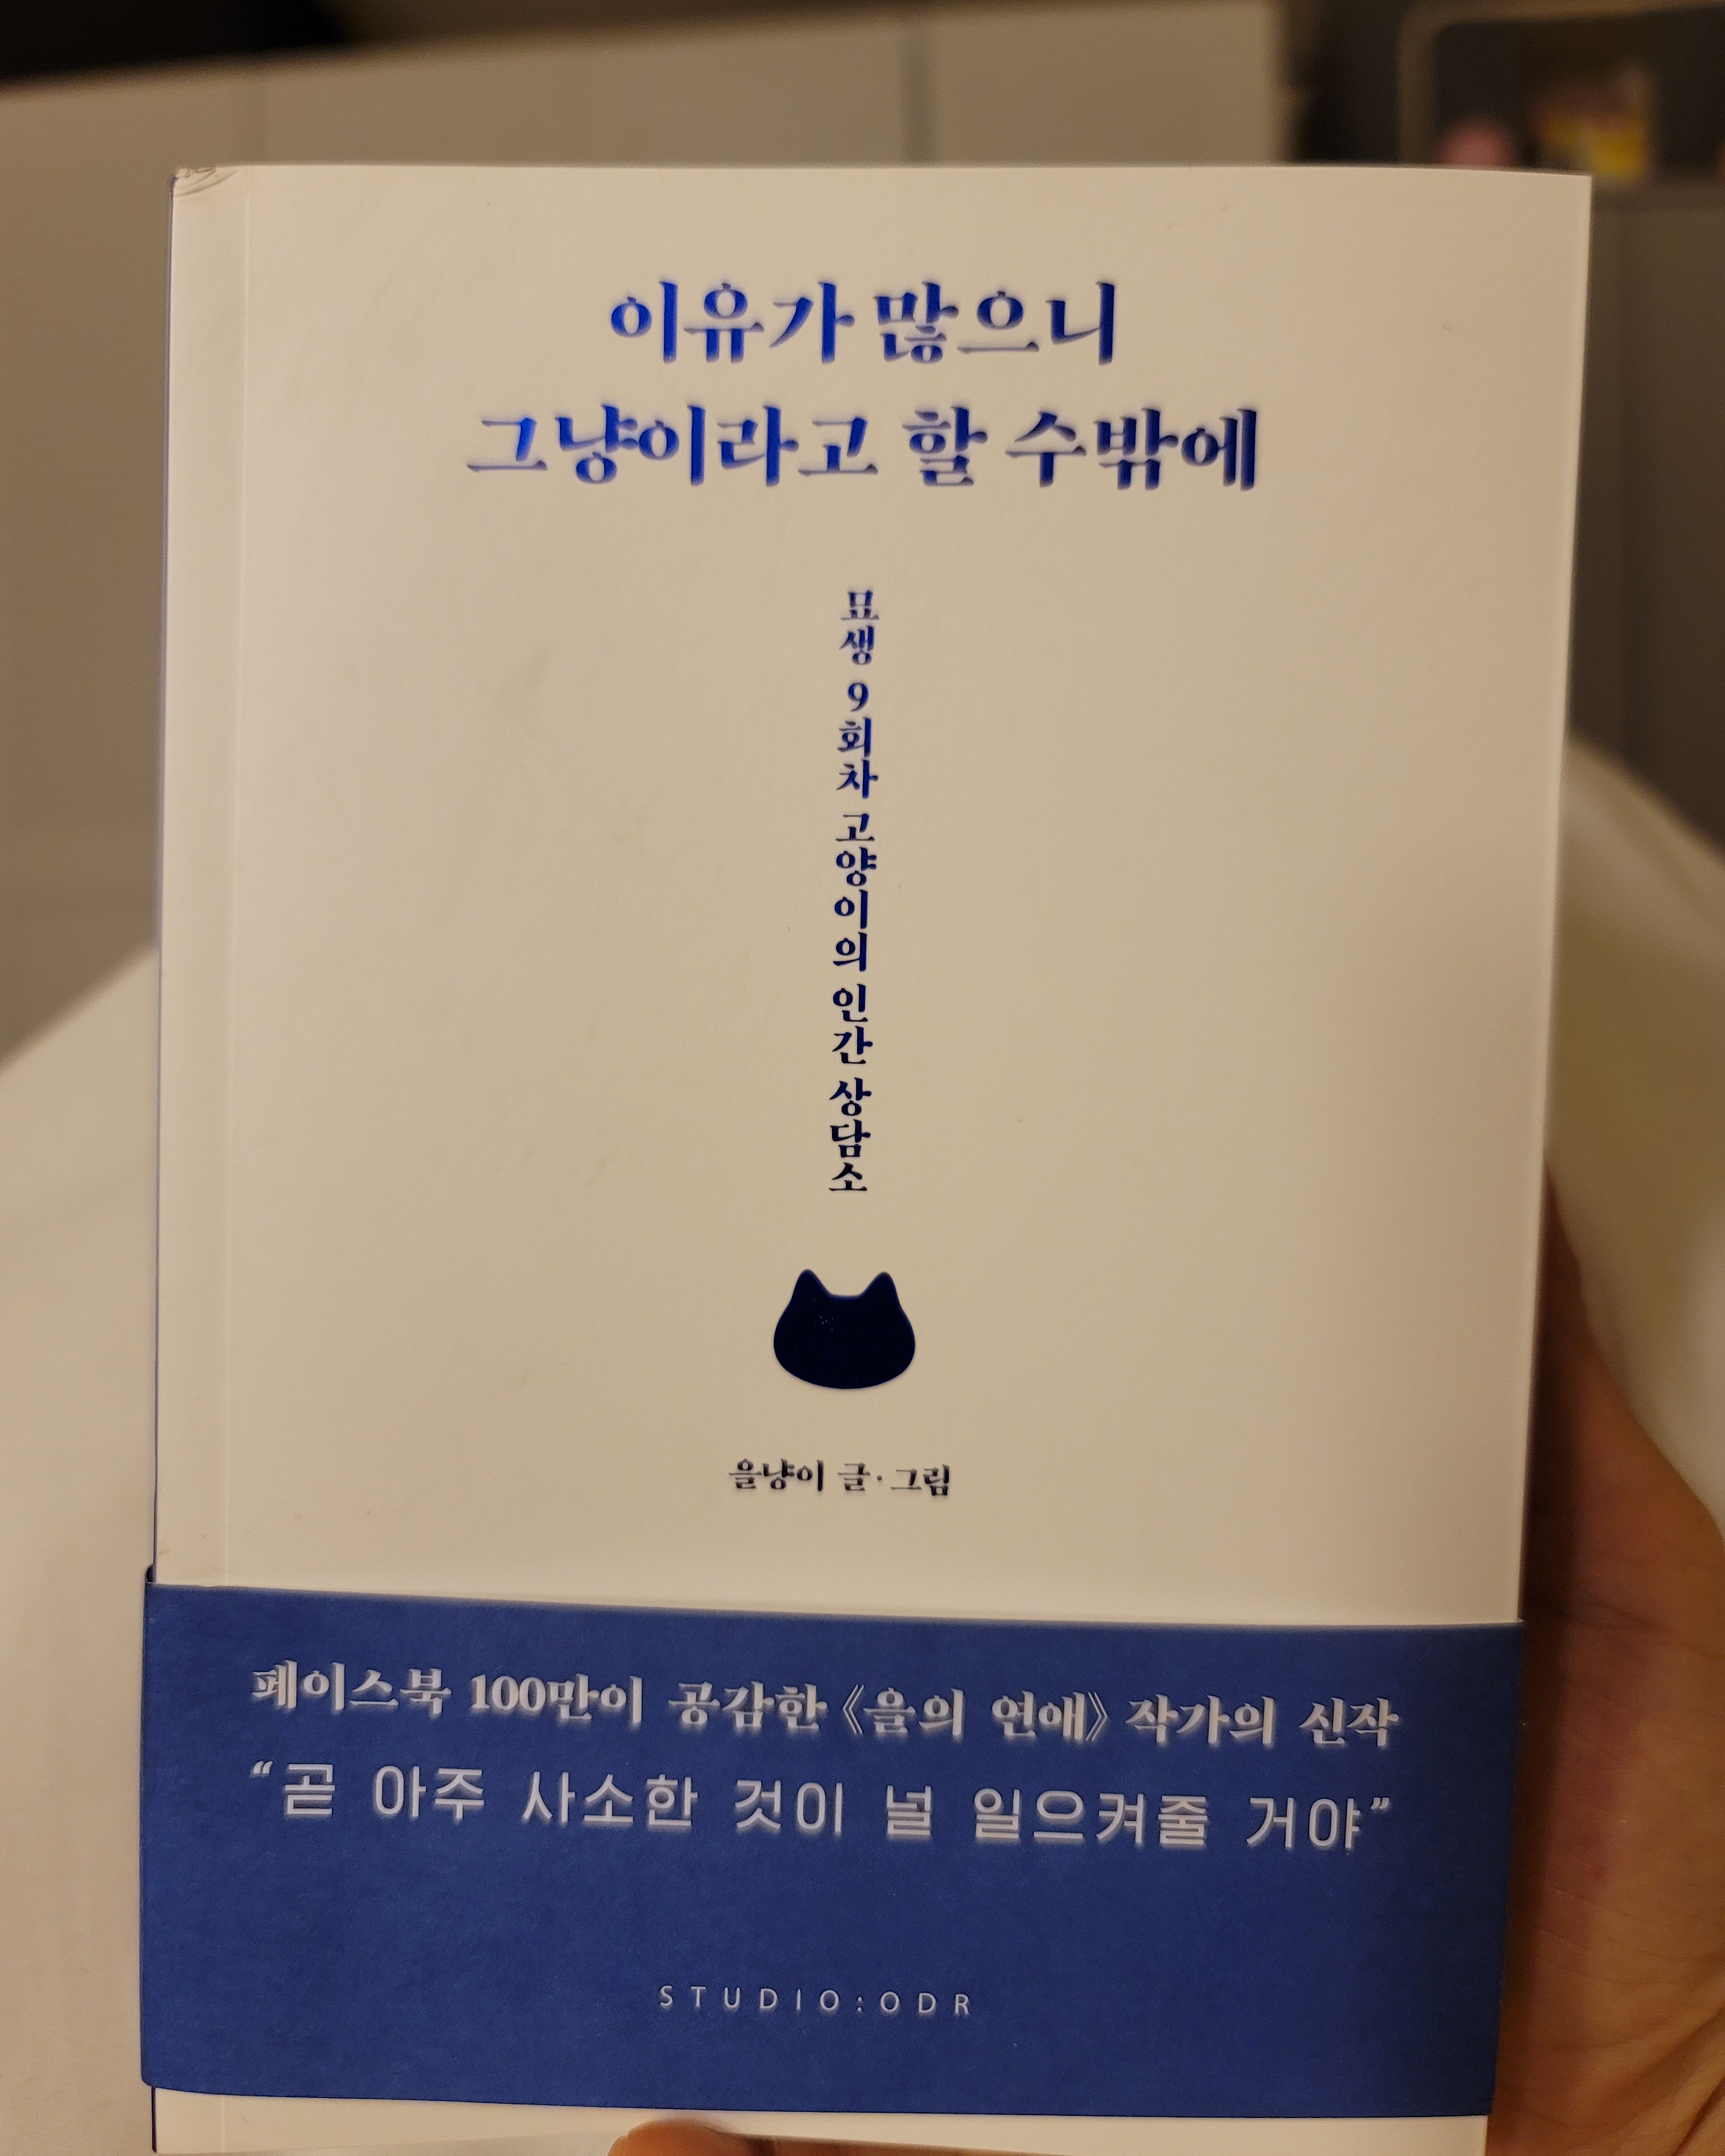 이유가 많으니
그냥이라고 할 수밖에
묘생 9회차 고양이의 인간 상담소
을냥이 글·그림
페이스북 100만이 공감한 《을의 연애》 작가의 신작
“곧 아주 사소한 것이 널 일으켜줄 거야”
STUDIO:ODR